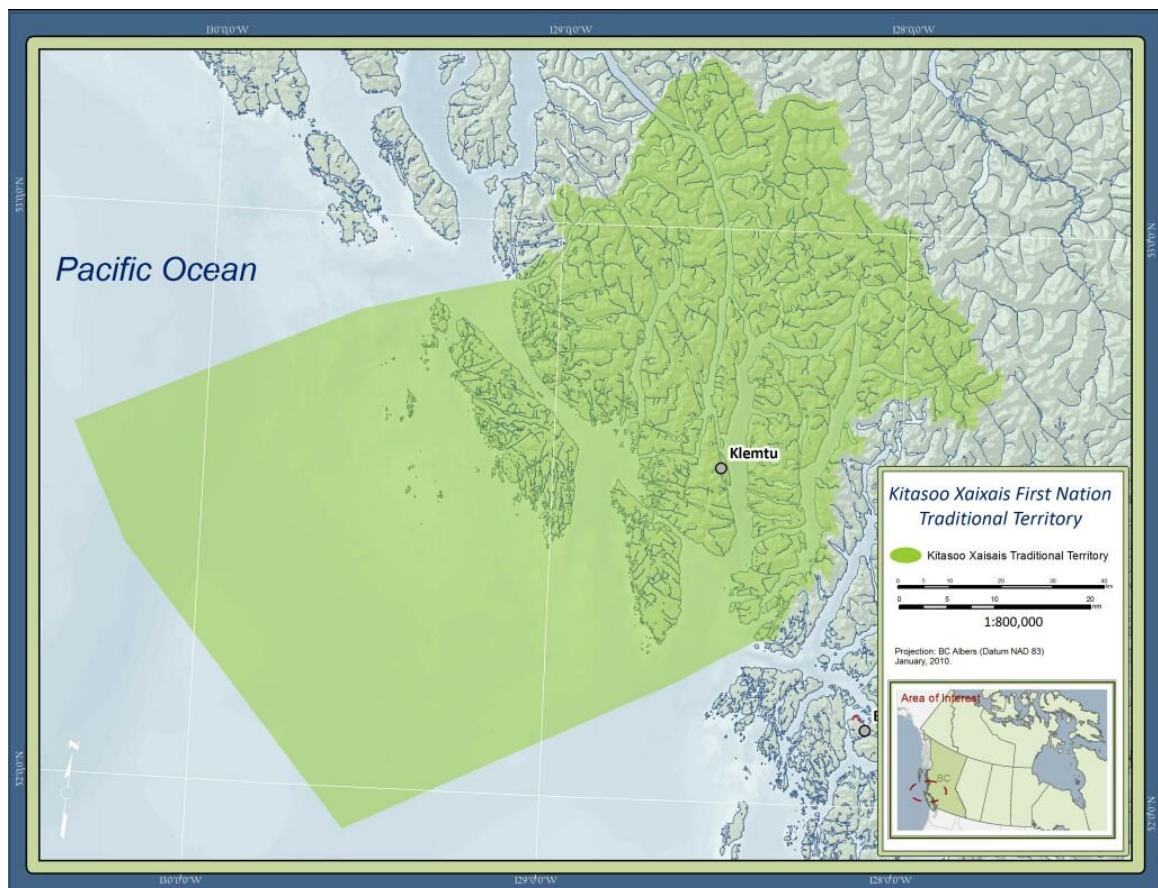 130°0'0"W
129°0'0"W
128°0'0"W
53°0'0"N
53°0'0"N
Pacific Ocean
Klemtu
Kitasoo Xaixais First Nation
Traditional Territory
Kitasoo Xaisais Traditional Territory
0 5 10 20 30 40
km
0 5 10 20
nm
1:800,000
Projection: BC Albers (Datum NAD 83)
January, 2010.
Area of Interest
BC
52°0'0"N
52°0'0"N
130°0'0"W
129°0'0"W
128°0'0"W